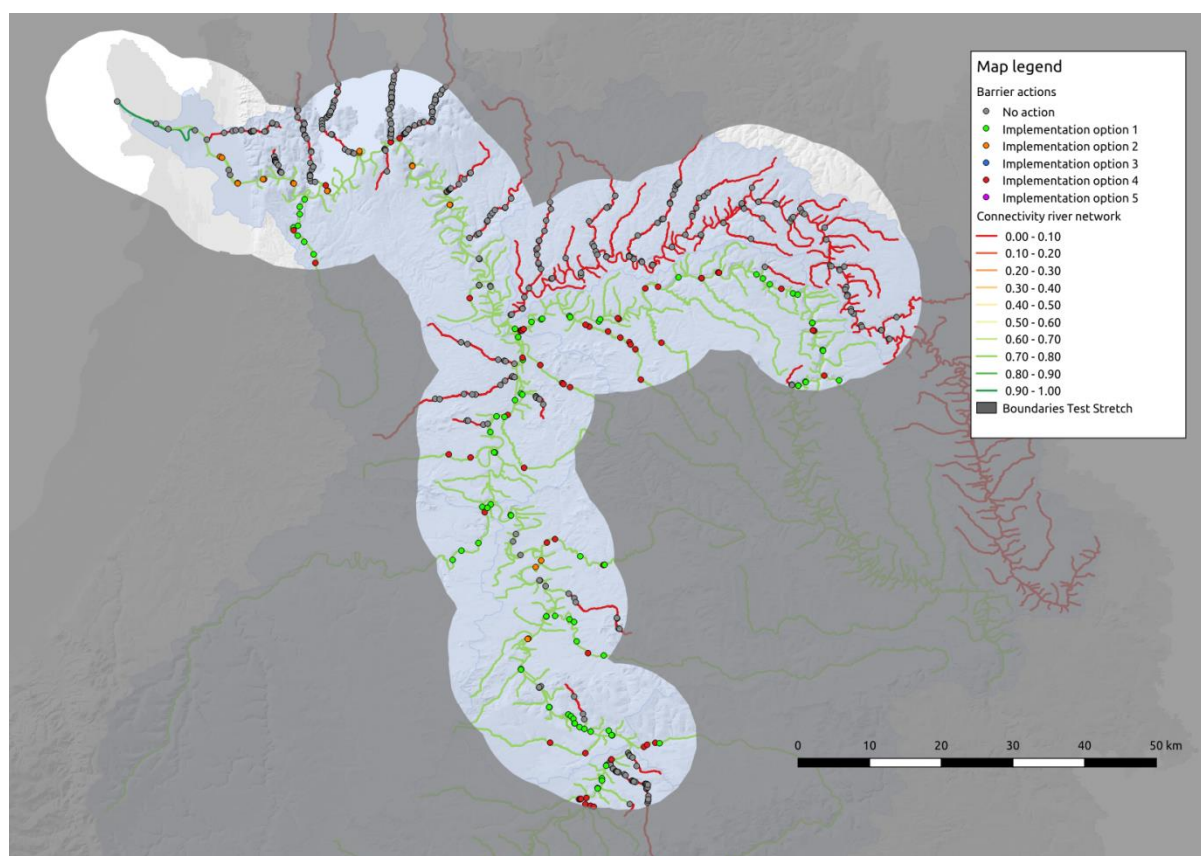 Map legend
Barrier actions
No action
Implementation option 1
Implementation option 2
Implementation option 3
Implementation option 4
Implementation option 5
Connectivity river network
0.00 - 0.10
0.10 - 0.20
0.20 - 0.30
0.30 - 0.40
0.40 - 0.50
0.50 - 0.60
0.60 - 0.70
0.70 - 0.80
0.80 - 0.90
0.90 - 1.00
Boundaries Test Stretch
0 10 20 30 40 50 km